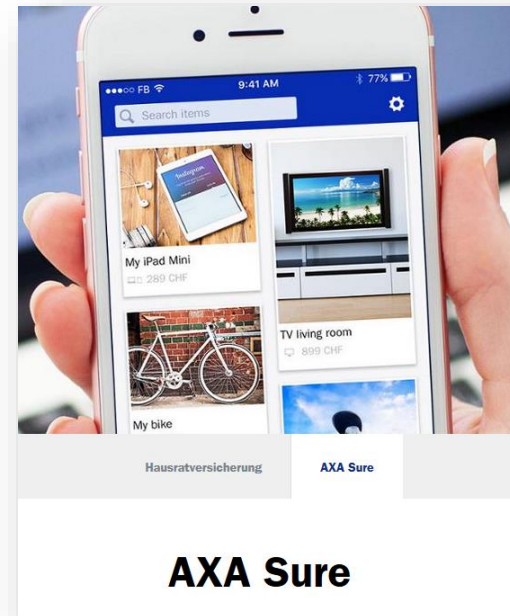 FB
9:41 AM
77%
Search items
Instagram
My iPad Mini
289 CHF
TV living room
899 CHF
My bike
Hausratversicherung
AXA Sure
AXA Sure